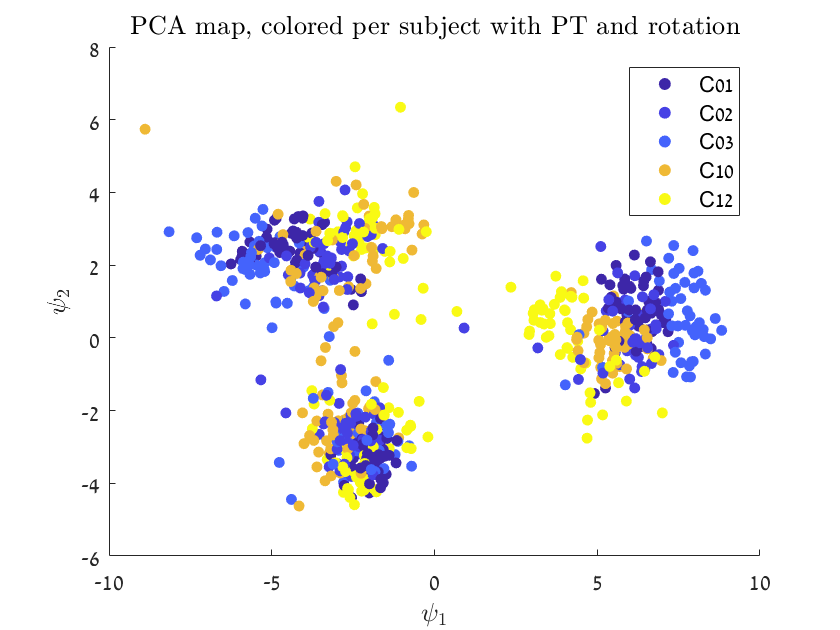 PCA map, colored per subject with PT and rotation
8
6
4
2
0
-2
-4
-6
ψ2
C01
C02
C03
C10
C12
-10
-5
0
5
10
ψ1